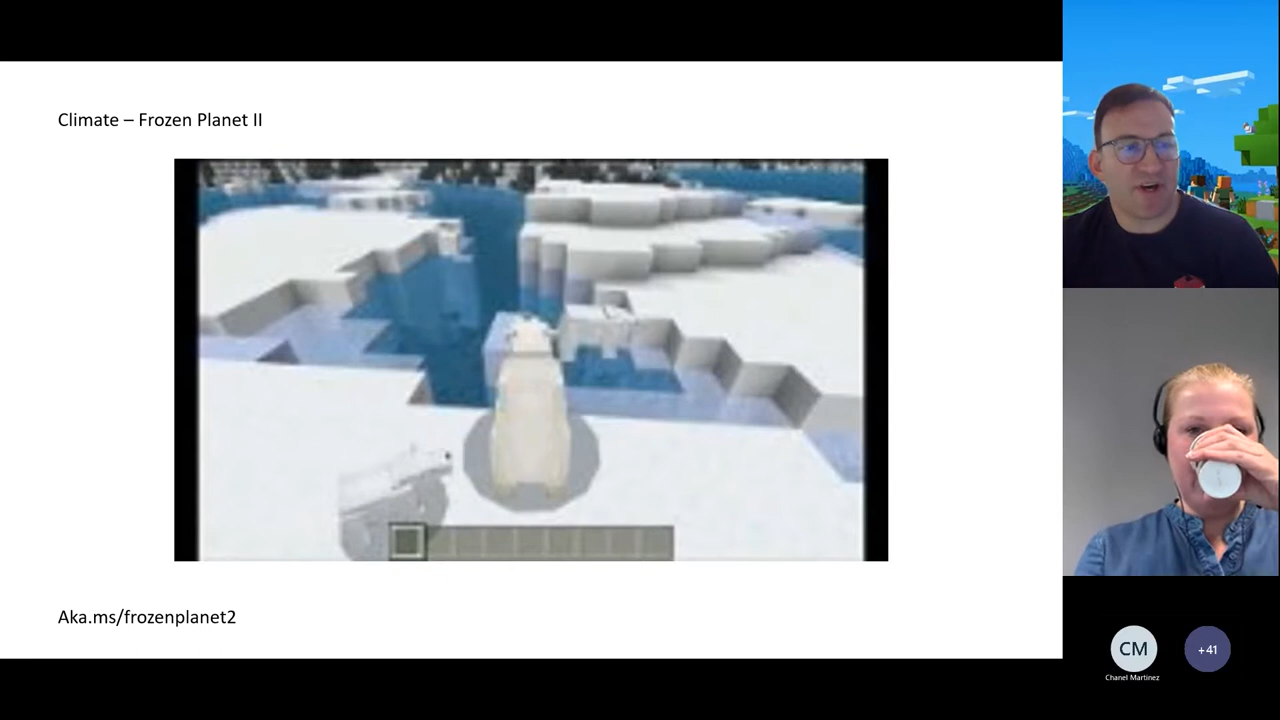 Climate – Frozen Planet II
Aka.ms/frozenplanet2
CM
+41
Chanel Martinez